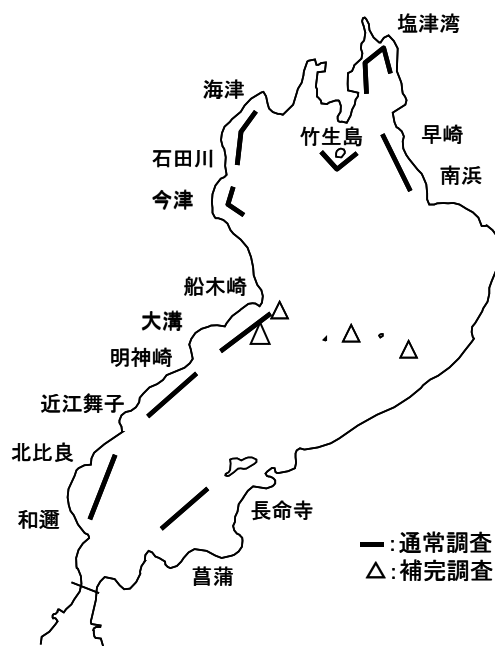 塩津湾
海津
竹生島
早崎
石田川
南浜
今津
船木崎
大溝
明神崎
近江舞子
北比良
長命寺
和邇
菖蒲
:通常調査
:補完調査